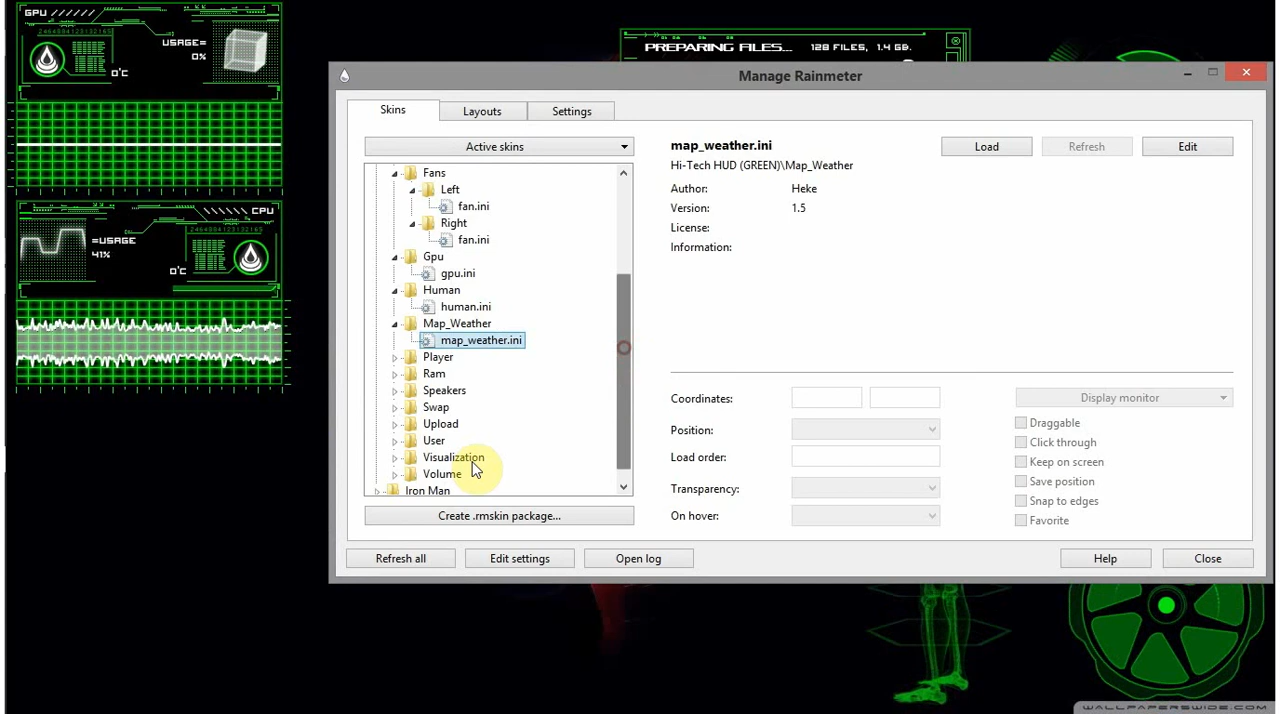 GPU
246489412132165
USAGE=
0%
0°C
PREPARING FILES... 128 FILES, 1.4 GB.
CPU
=USAGE
41%
0°C
Manage Rainmeter
Skins
Layouts
Settings
Active skins
Fans
Left
fan.ini
Right
fan.ini
Gpu
gpu.ini
Human
human.ini
Map_Weather
map_weather.ini
Player
Ram
Speakers
Swap
Upload
User
Visualization
Volume
Iron Man
Create .rmskin package...
map_weather.ini
Hi-Tech HUD (GREEN)\Map_Weather
Author: Heke
Version: 1.5
License:
Information:
Load
Refresh
Edit
Coordinates:
Position:
Load order:
Transparency:
On hover:
Display monitor
Draggable
Click through
Keep on screen
Save position
Snap to edges
Favorite
Refresh all
Edit settings
Open log
Help
Close
WALLPAPERSWIDE.COM